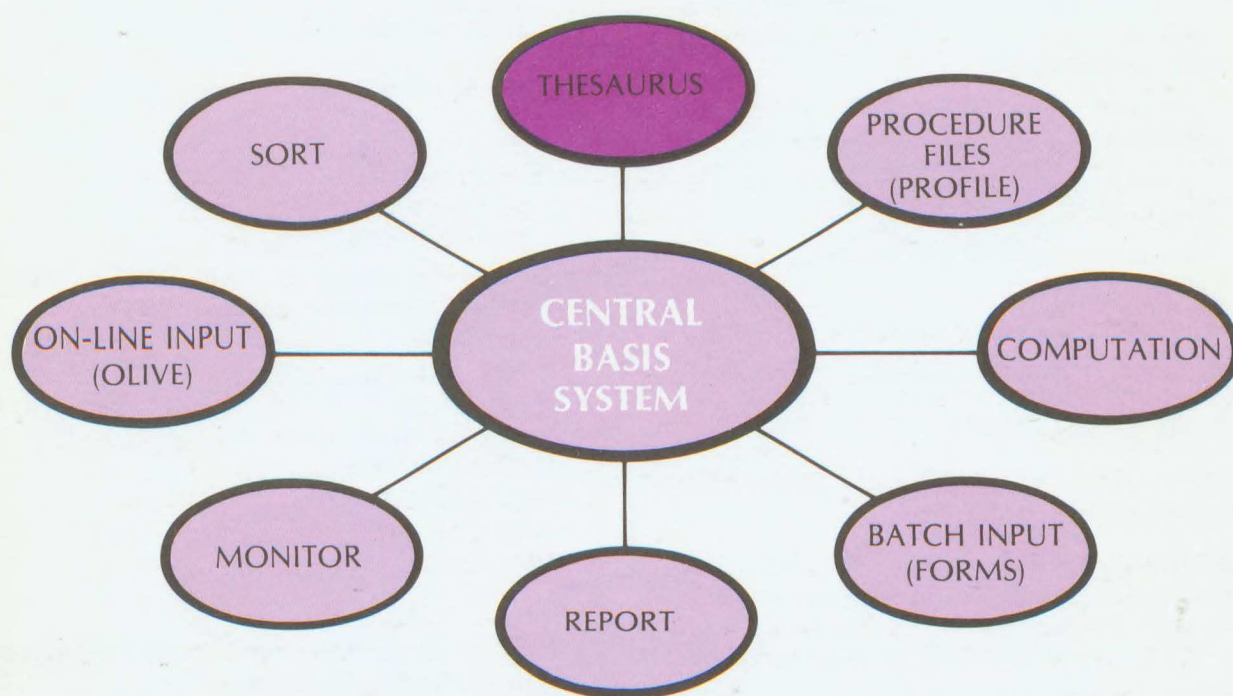 THESAURUS
SORT
PROCEDURE
FILES
(PROFILE)
CENTRAL
BASIS
SYSTEM
ON-LINE INPUT
(OLIVE)
COMPUTATION
MONITOR
BATCH INPUT
(FORMS)
REPORT